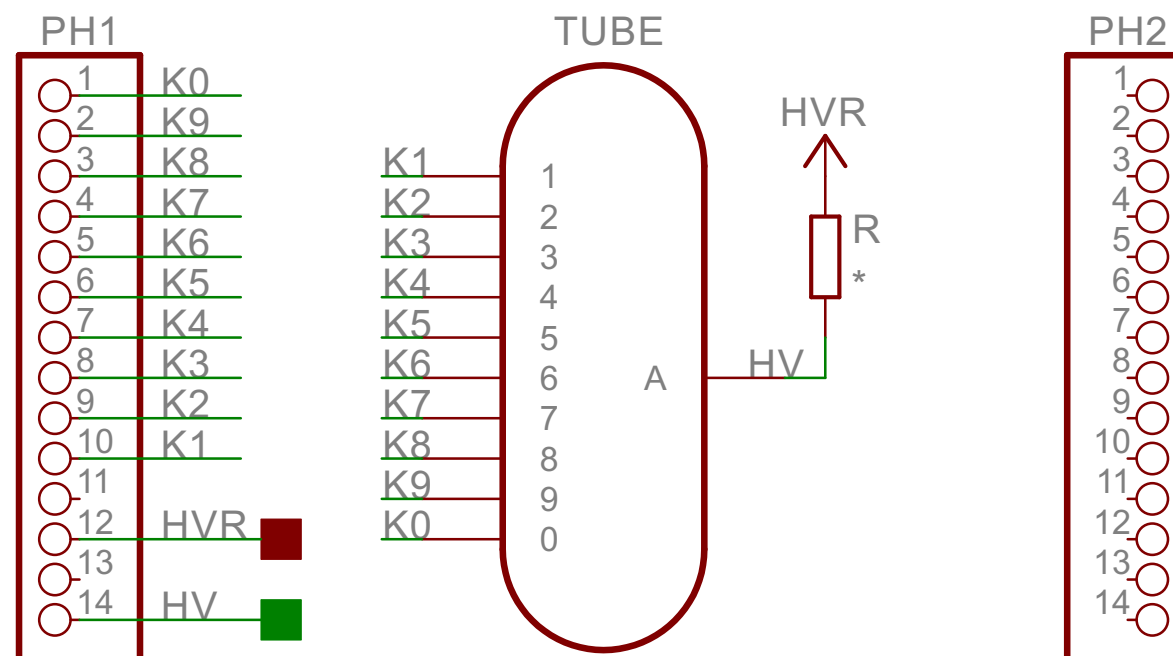 PH1
1 K0
2 K9
3 K8
4 K7
5 K6
6 K5
7 K4
8 K3
9 K2
10 K1
11
12 HVR
13
14 HV
TUBE
K1 1
K2 2
K3 3
K4 4
K5 5
K6 6
K7 7
K8 8
K9 9
K0 0
A HV
HVR
R
*
PH2
1
2
3
4
5
6
7
8
9
10
11
12
13
14